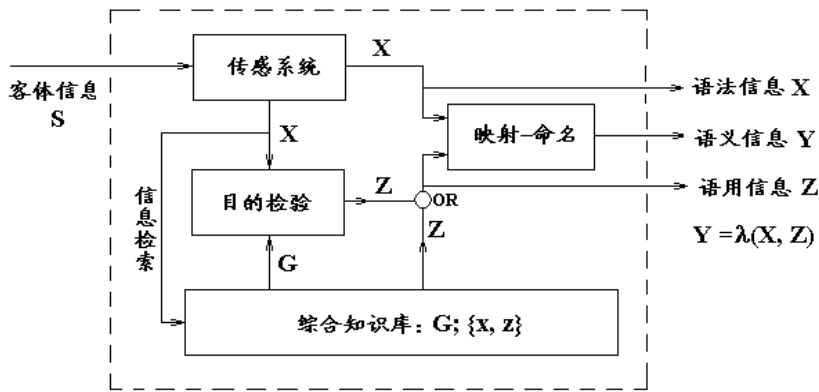 传感系统
X
客体信息
S
X
语法信息 X
映射-命名
语义信息 Y
信息检索
目的检验
Z
OR
语用信息 Z
G
Z
Y =λ(X, Z)
综合知识库：G; {x, z}